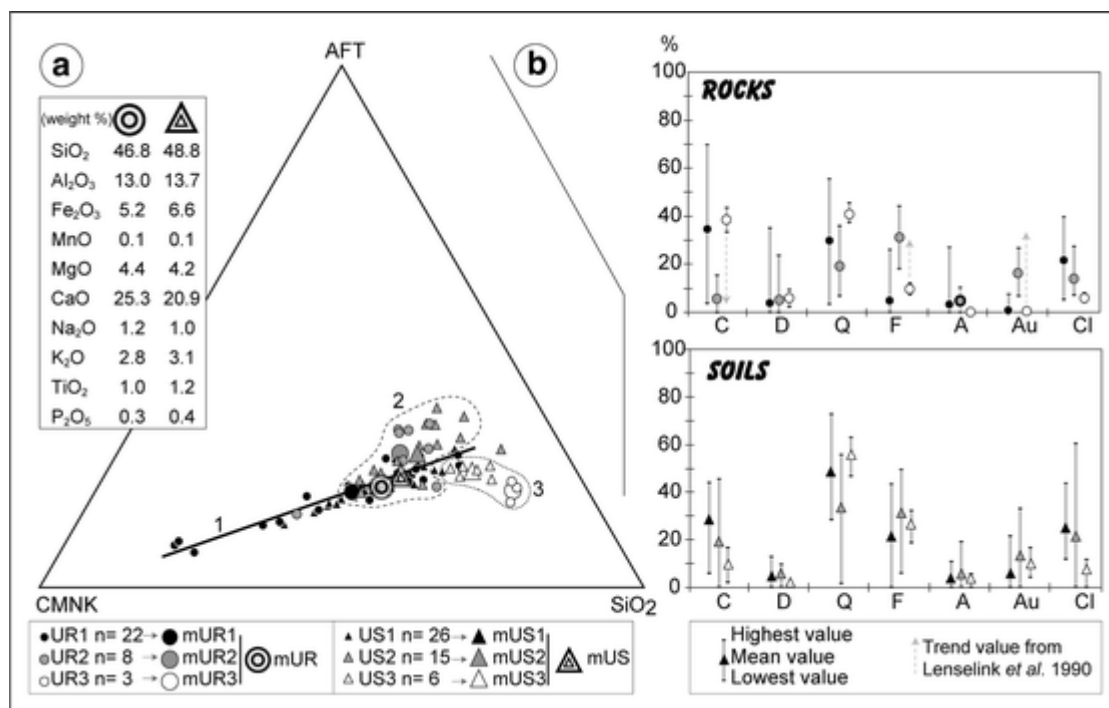 a
AFT
b
(weight %)
SiO₂ 46.8 48.8
Al₂O₃ 13.0 13.7
Fe₂O₃ 5.2 6.6
MnO 0.1 0.1
MgO 4.4 4.2
CaO 25.3 20.9
Na₂O 1.2 1.0
K₂O 2.8 3.1
TiO₂ 1.0 1.2
P₂O₅ 0.3 0.4
1
2
3
CMNK
SiO₂
UR1 n= 22 → mUR1
UR2 n= 8 → mUR2
UR3 n= 3 → mUR3
mUR
US1 n= 26 → mUS1
US2 n= 15 → mUS2
US3 n= 6 → mUS3
mUS
%
ROCKS
100
80
60
40
20
0
C D Q F A Au Cl
SOILS
100
80
60
40
20
0
C D Q F A Au Cl
Highest value
Mean value
Lowest value
Trend value from
Lenselink et al. 1990